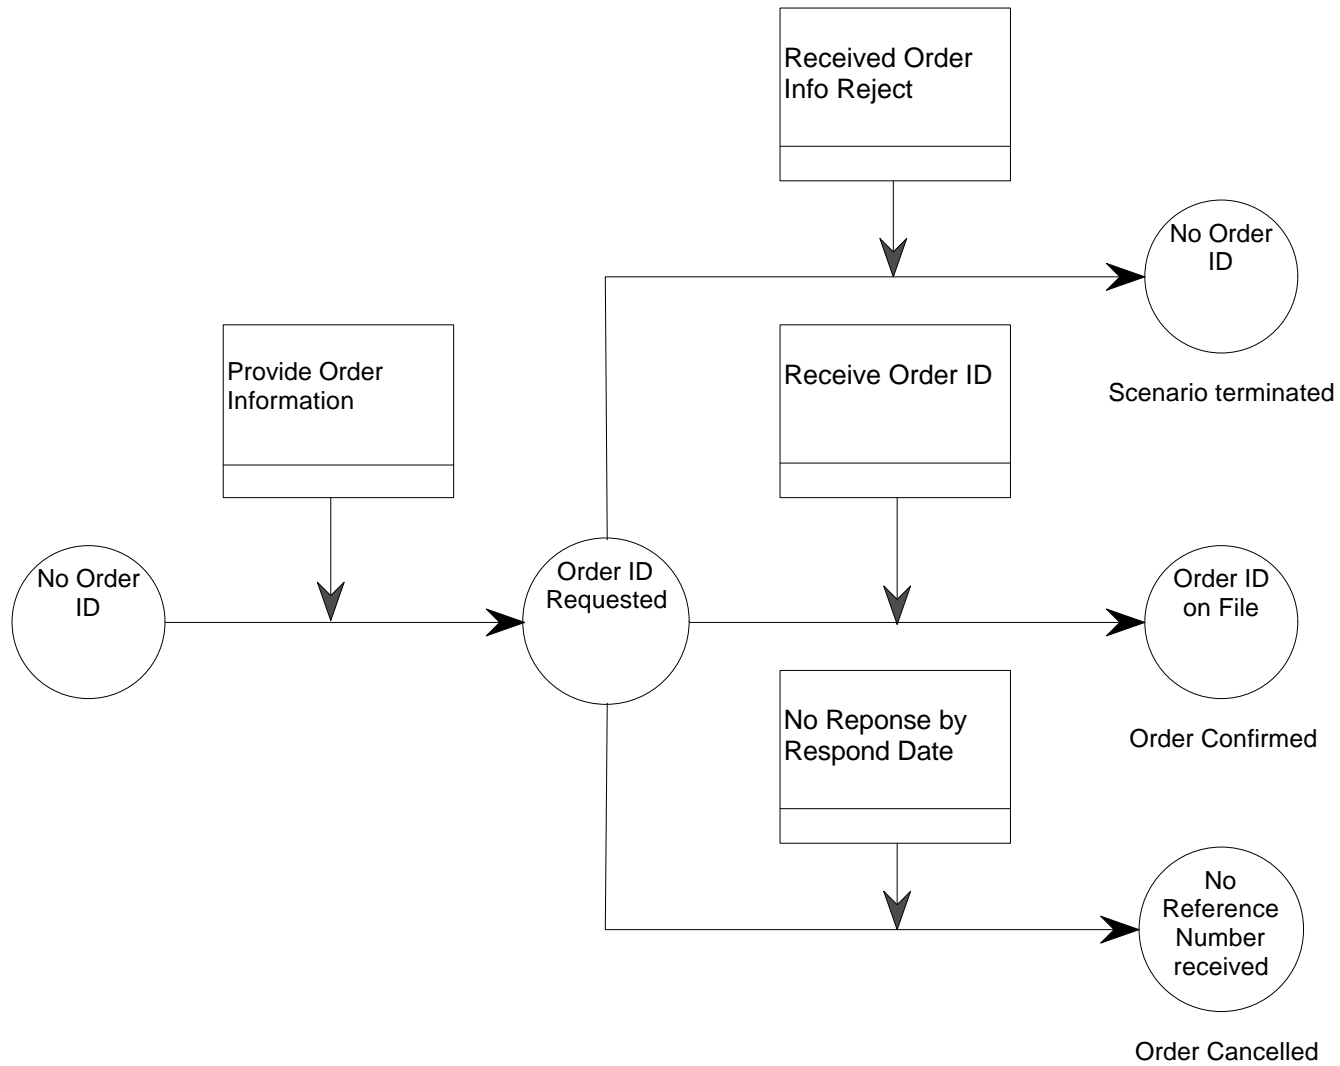 Received Order
Info Reject
No Order
ID
Scenario terminated
Provide Order
Information
Receive Order ID
No Order
ID
Order ID
Requested
Order ID
on File
Order Confirmed
No Reponse by
Respond Date
No
Reference
Number
received
Order Cancelled